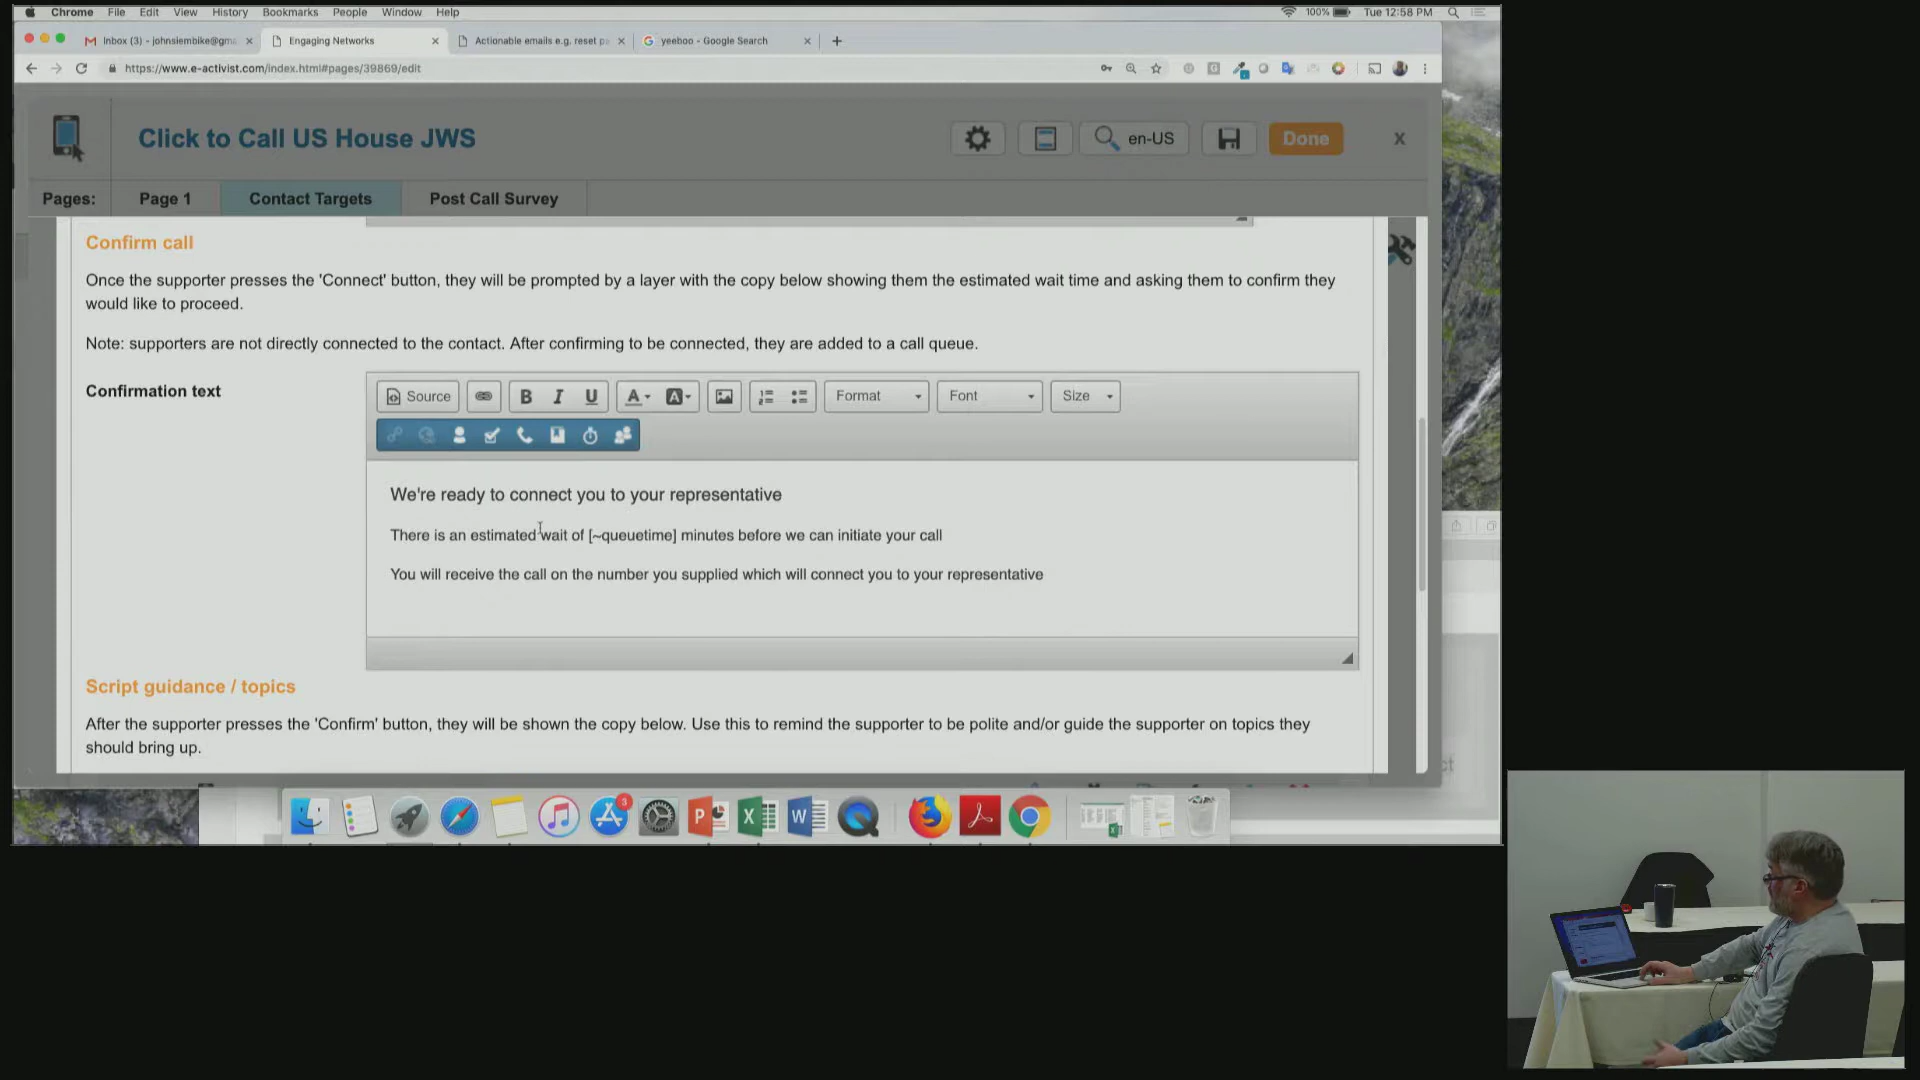 Chrome File Edit View History Bookmarks People Window Help
100% Tue 12:58 PM
Inbox (3) - johnsiembike@gma
Engaging Networks
Actionable emails e.g. reset pa
yeeboo - Google Search
https://www.e-activist.com/index.html#pages/39869/edit
Click to Call US House JWS
en-US
Done
x
Pages: Page 1 Contact Targets Post Call Survey
Confirm call
Once the supporter presses the 'Connect' button, they will be prompted by a layer with the copy below showing them the estimated wait time and asking them to confirm they
would like to proceed.
Note: supporters are not directly connected to the contact. After confirming to be connected, they are added to a call queue.
Confirmation text
Source B I U A A Format Font Size
We're ready to connect you to your representative
There is an estimated wait of [~queuetime] minutes before we can initiate your call
You will receive the call on the number you supplied which will connect you to your representative
Script guidance / topics
After the supporter presses the 'Confirm' button, they will be shown the copy below. Use this to remind the supporter to be polite and/or guide the supporter on topics they
should bring up.
ct
3
P X W